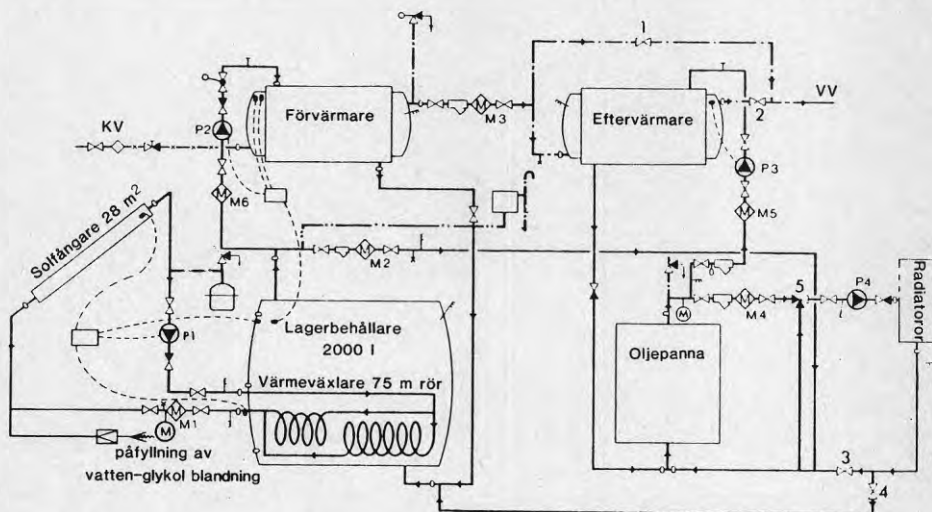 1
KV
P2
Förvärmare
M3
Eftervärmare
2
VV
P3
M6
M5
Solfångare 28 m²
M2
5
P4
Radiatoror
P1
Lagerbehållare
2000 l
M
M4
Oljepanna
Värmeväxlare 75 m rör
M1
M
påfyllning av
vatten-glykol blandning
3
4